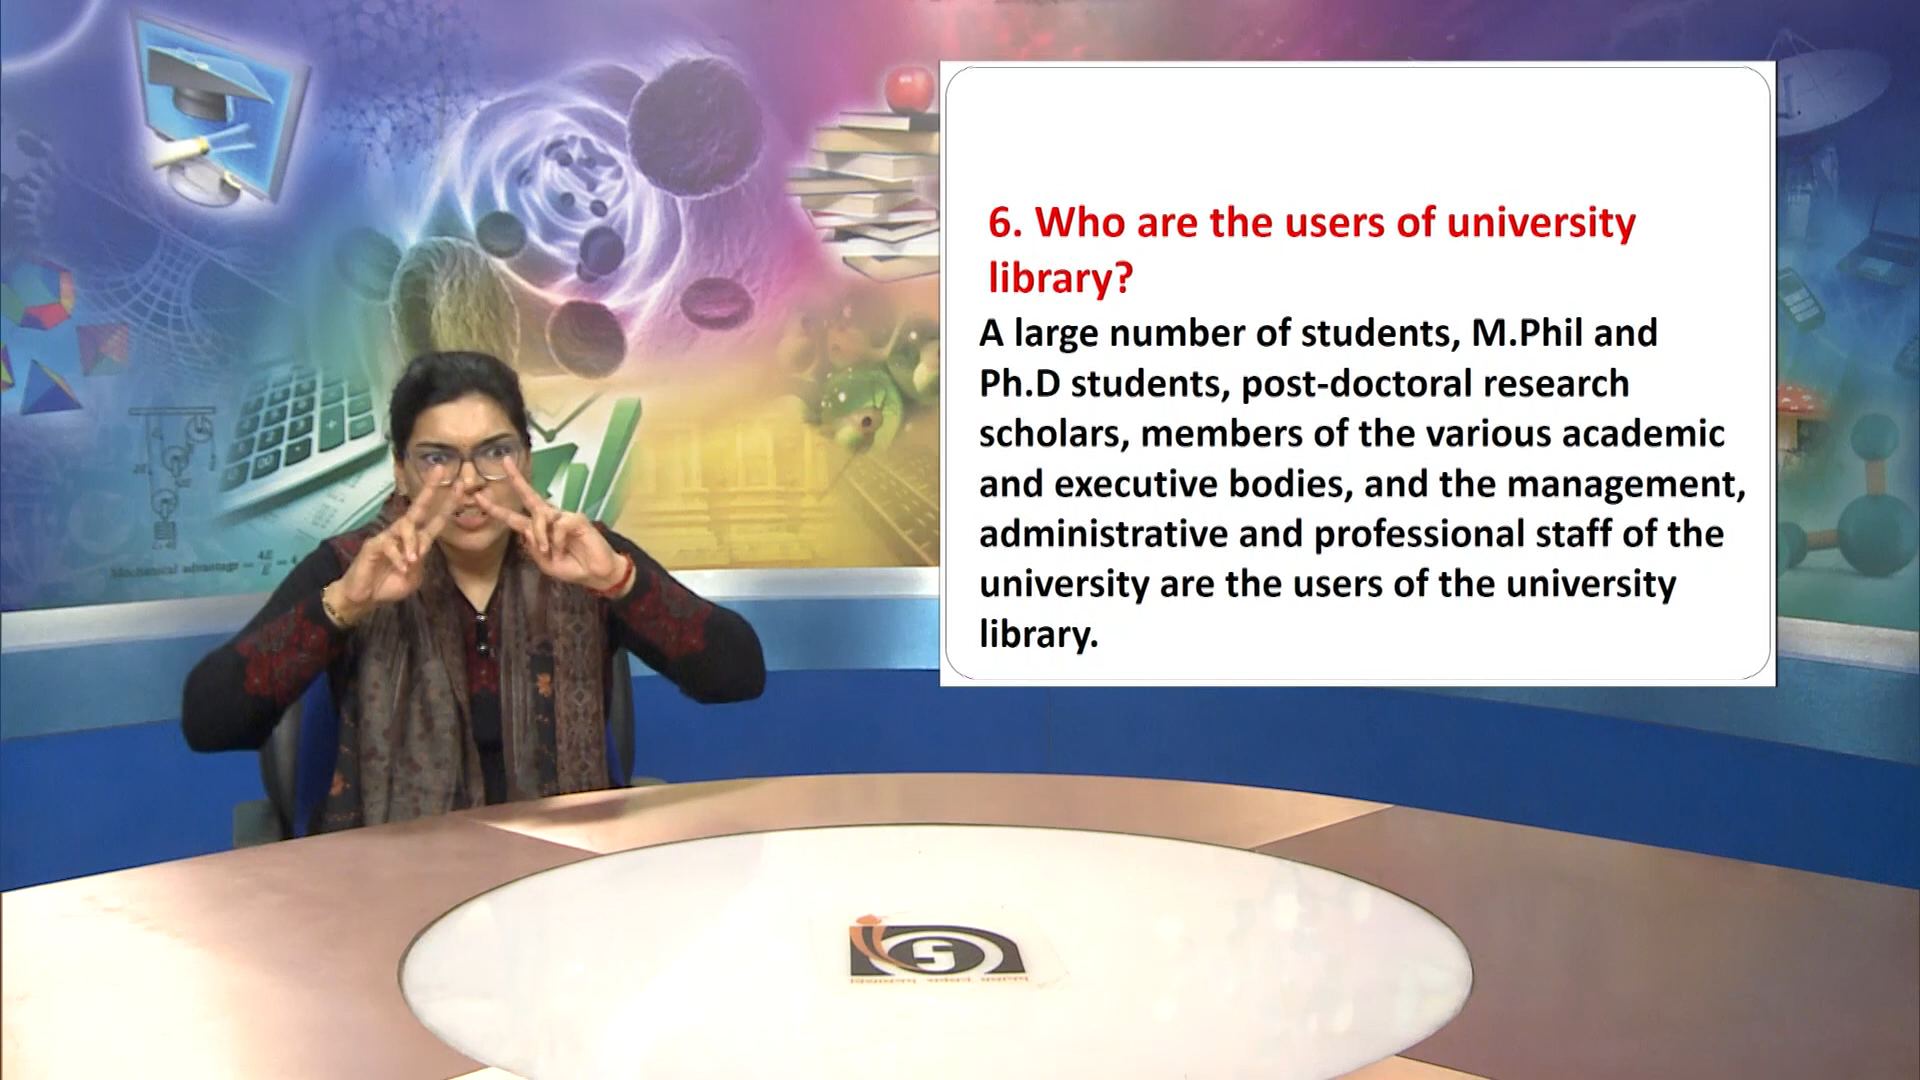 6. Who are the users of university
library?
A large number of students, M.Phil and
Ph.D students, post-doctoral research
scholars, members of the various academic
and executive bodies, and the management,
administrative and professional staff of the
university are the users of the university
library.
Mechanical advantage =